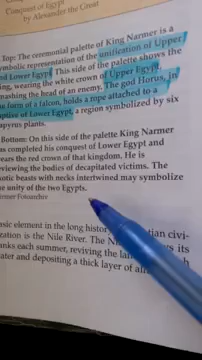 Conquest of Egypt
by Alexander the Great
Top: The ceremonial palette of King Narmer is a
symbolic representation of the unification of Upper
and Lower Egypt. This side of the palette shows the
king, wearing the white crown of Upper Egypt,
smashing the head of an enemy. The god Horus, in
the form of a falcon, holds a rope attached to a
captive of Lower Egypt, a region symbolized by six
papyrus plants.
Bottom: On this side of the palette King Narmer
has completed his conquest of Lower Egypt and
wears the red crown of that kingdom. He is
reviewing the bodies of decapitated victims. The
exotic beasts with necks intertwined may symbolize
the unity of the two Egypts.
Werner Forman/Art
basic element in the long history
ization is the Nile River. The
banks each summer, reviving the its
water and depositing a thick layer of